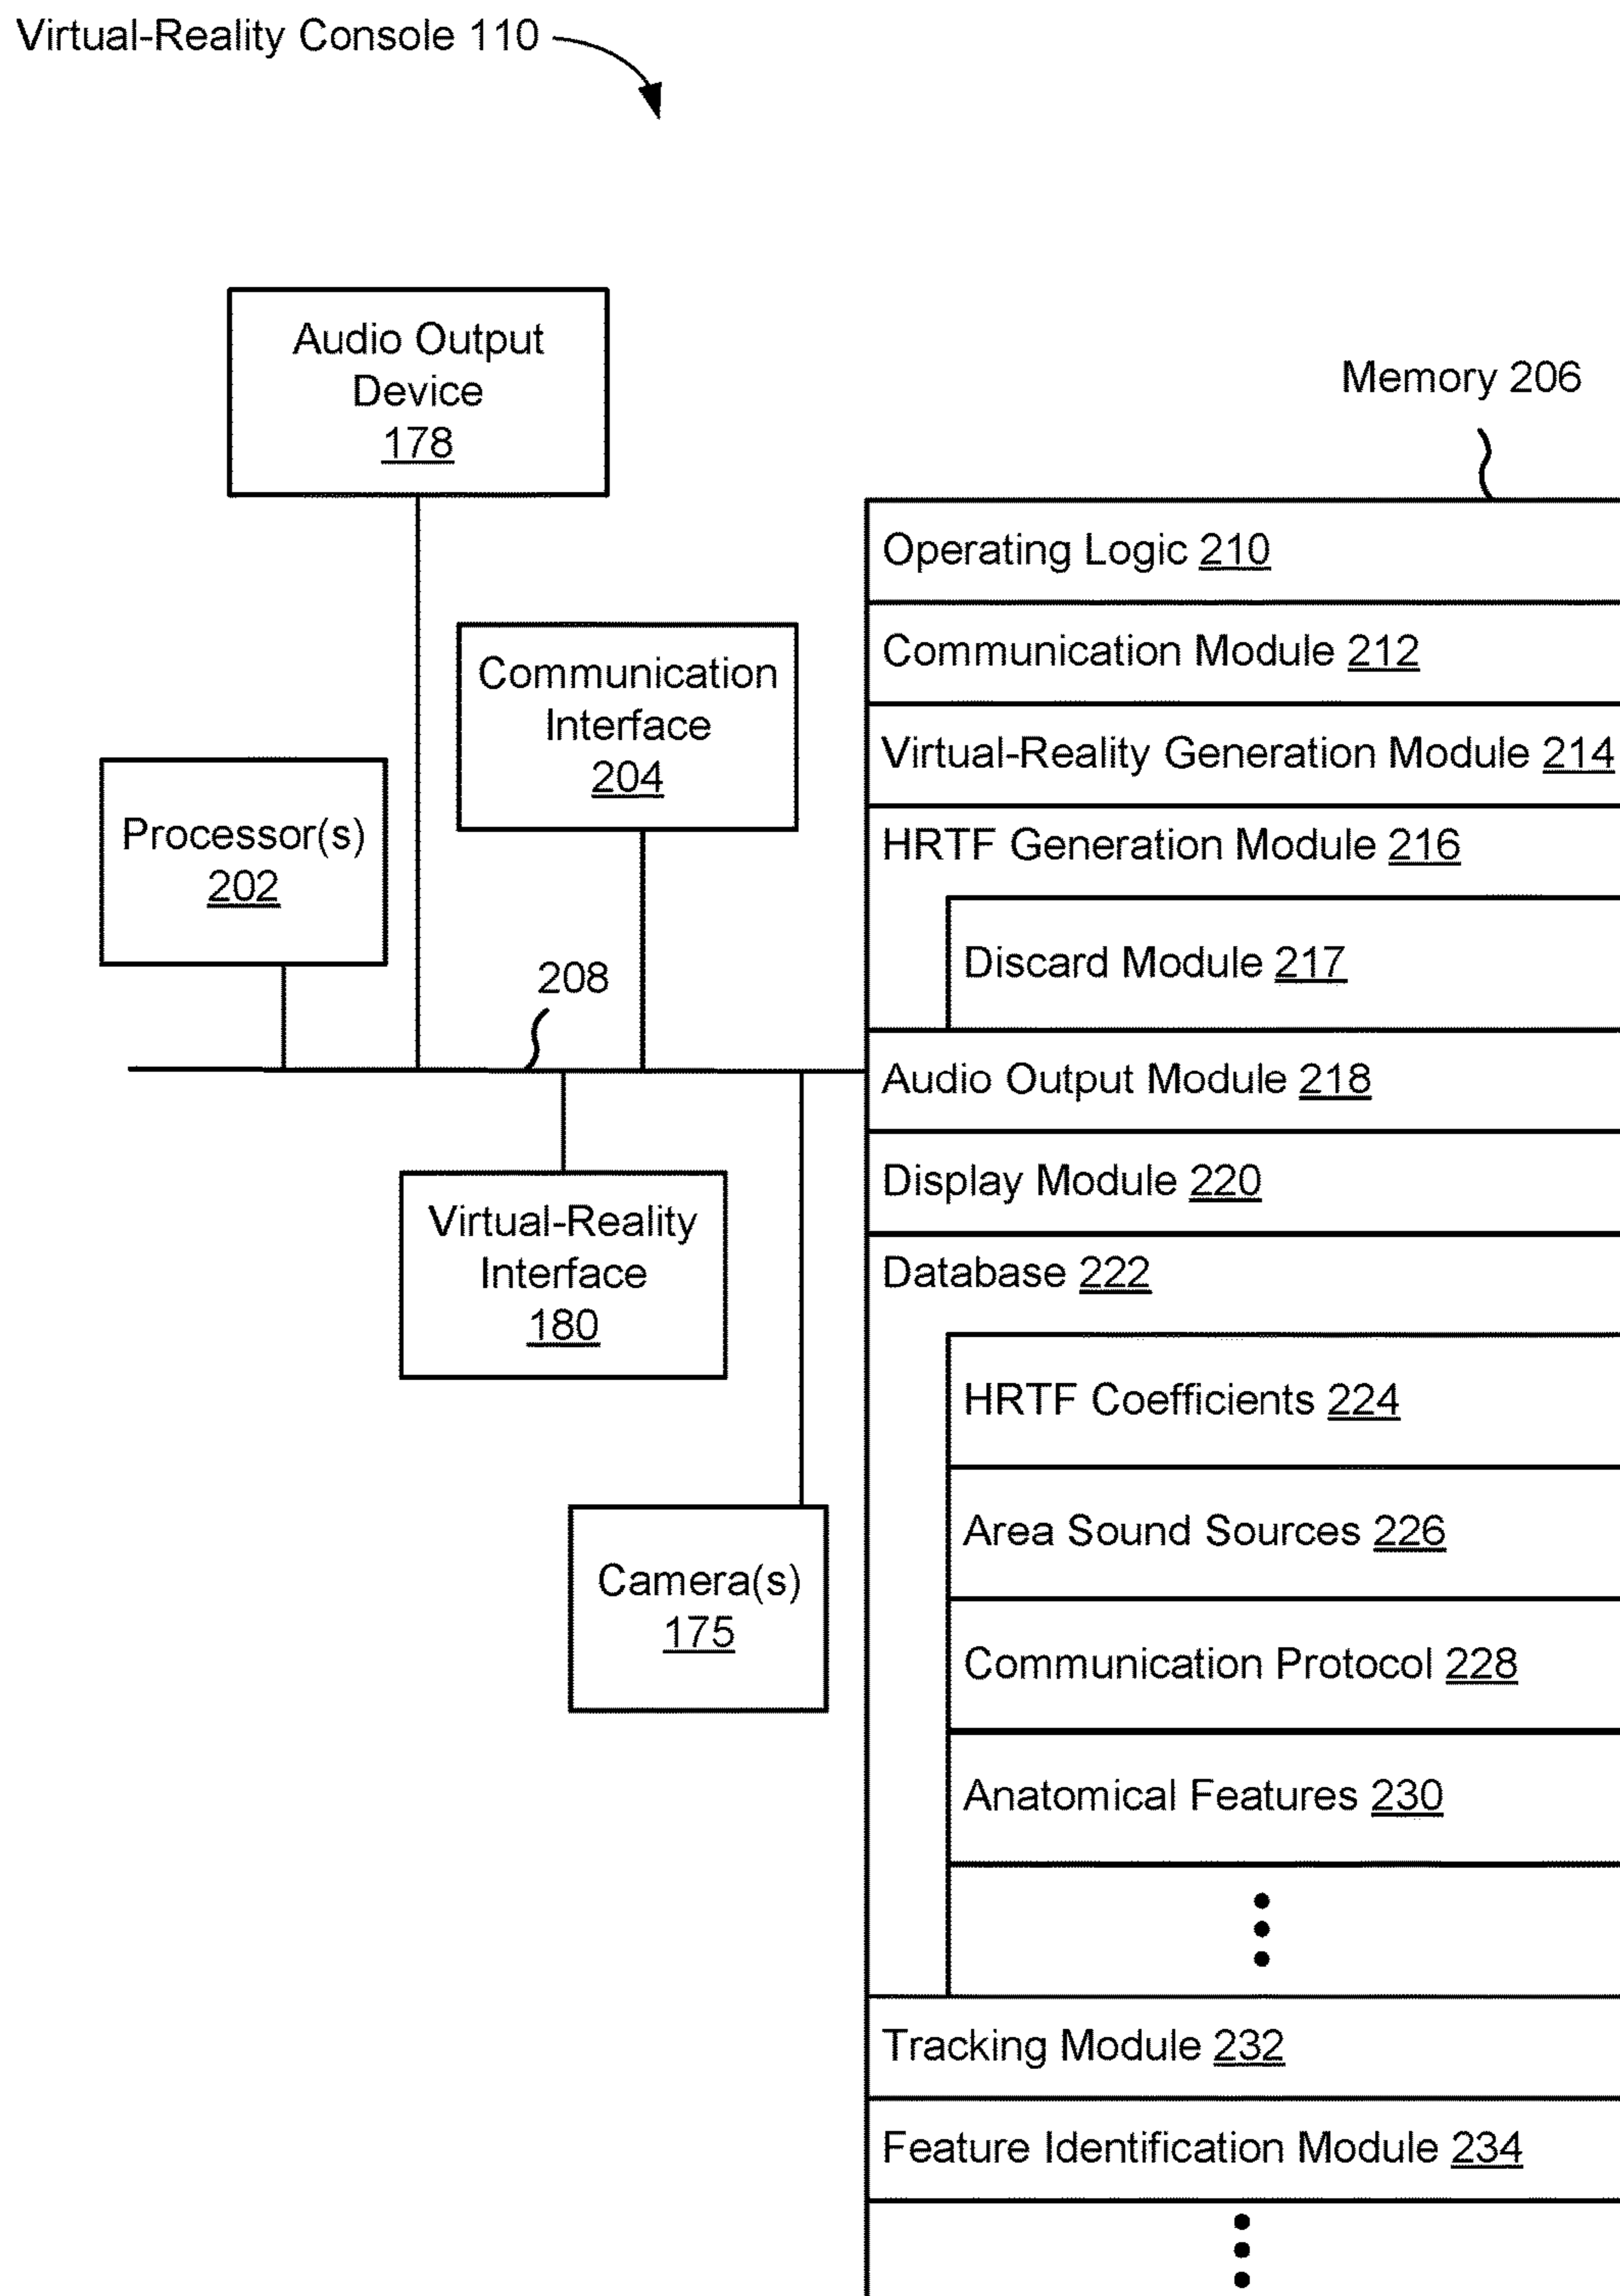 Virtual-Reality Console 110
Audio Output
Device
178
Memory 206
Communication
Interface
204
Processor(s)
202
208
Virtual-Reality
Interface
180
Camera(s)
175
Operating Logic 210
Communication Module 212
Virtual-Reality Generation Module 214
HRTF Generation Module 216
Discard Module 217
Audio Output Module 218
Display Module 220
Database 222
HRTF Coefficients 224
Area Sound Sources 226
Communication Protocol 228
Anatomical Features 230
Tracking Module 232
Feature Identification Module 234